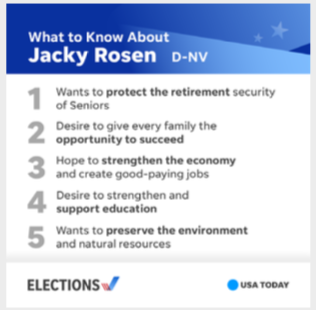 What to Know About
Jacky Rosen D-NV
1 Wants to protect the retirement security
of Seniors
2 Desire to give every family the
opportunity to succeed
3 Hope to strengthen the economy
and create good-paying jobs
4 Desire to strengthen and
support education
5 Wants to preserve the environment
and natural resources
ELECTIONS
USA TODAY